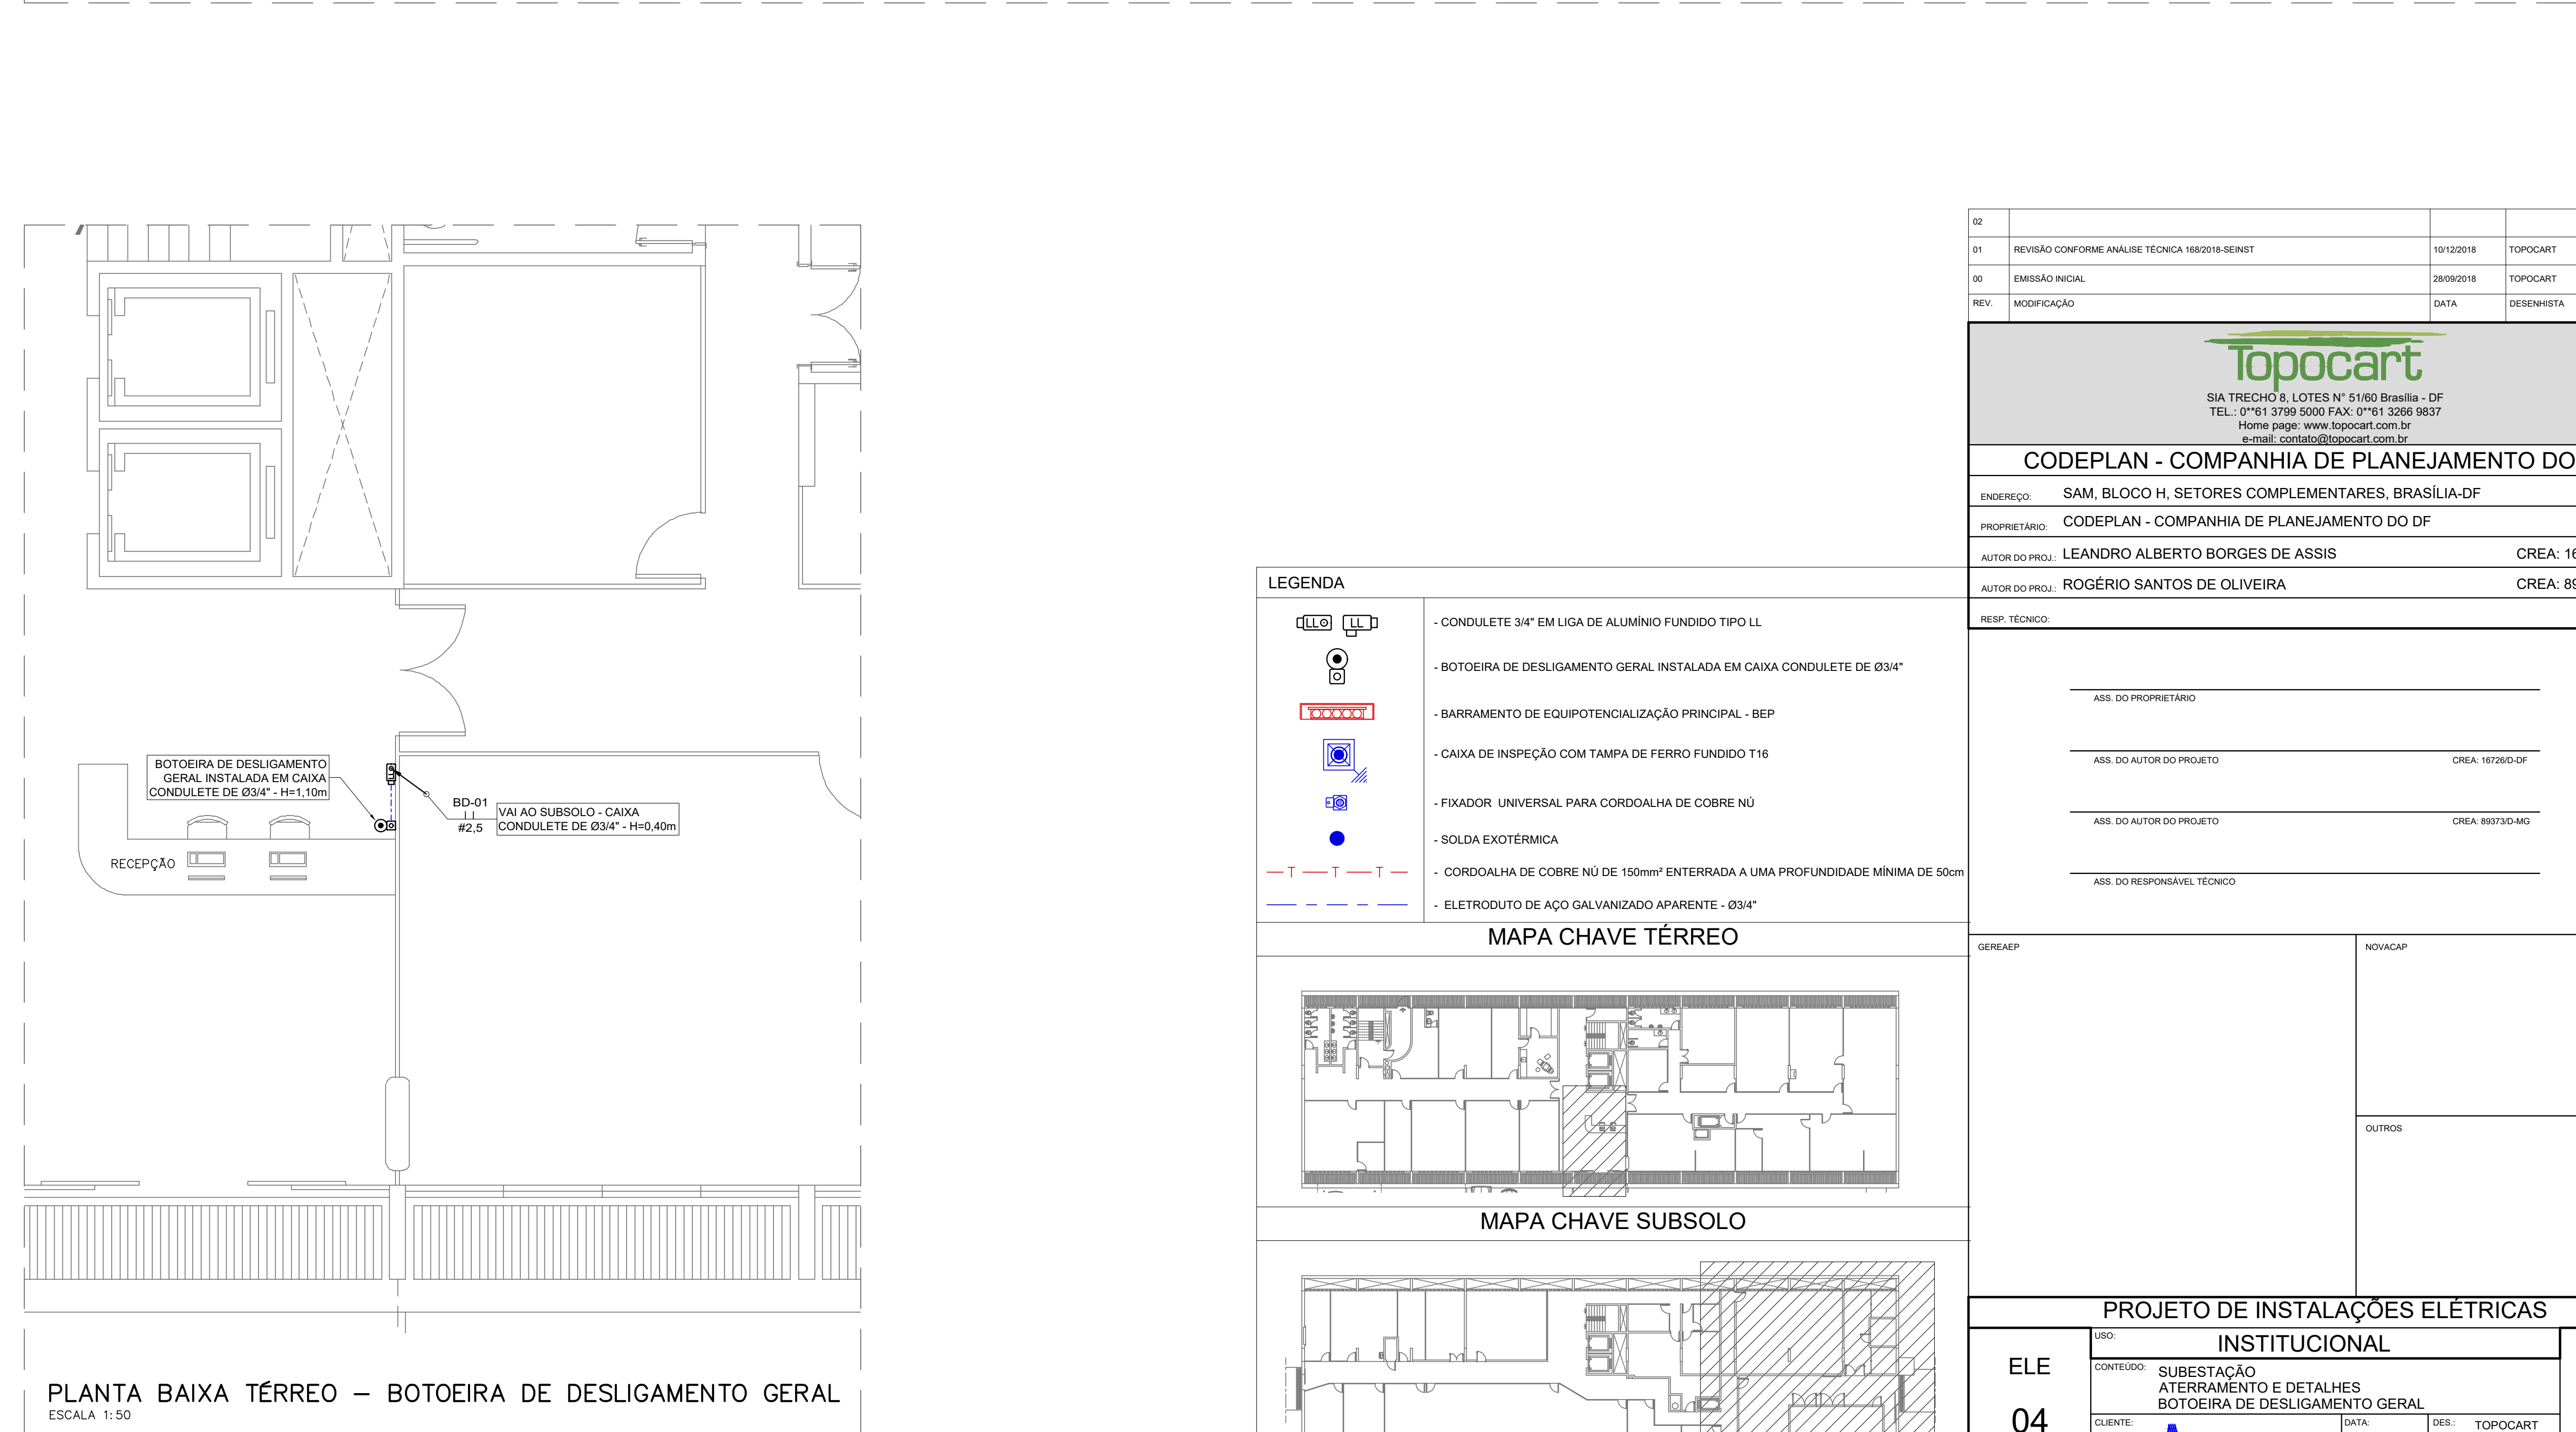 BOTOEIRA DE DESLIGAMENTO
GERAL INSTALADA EM CAIXA
CONDULETE DE Ø3/4" - H=1,10m
LL
BD-01
#2,5
VAI AO SUBSOLO - CAIXA
CONDULETE DE Ø3/4" - H=0,40m
RECEPÇÃO
PLANTA BAIXA TÉRREO – BOTOEIRA DE DESLIGAMENTO GERAL
ESCALA 1:50
LEGENDA
LL LL
- CONDULETE 3/4" EM LIGA DE ALUMÍNIO FUNDIDO TIPO LL
- BOTOEIRA DE DESLIGAMENTO GERAL INSTALADA EM CAIXA CONDULETE DE Ø3/4"
- BARRAMENTO DE EQUIPOTENCIALIZAÇÃO PRINCIPAL - BEP
- CAIXA DE INSPEÇÃO COM TAMPA DE FERRO FUNDIDO T16
- FIXADOR UNIVERSAL PARA CORDOALHA DE COBRE NÚ
- SOLDA EXOTÉRMICA
T T T
- CORDOALHA DE COBRE NÚ DE 150mm² ENTERRADA A UMA PROFUNDIDADE MÍNIMA DE 50cm
- ELETRODUTO DE AÇO GALVANIZADO APARENTE - Ø3/4"
MAPA CHAVE TÉRREO
MAPA CHAVE SUBSOLO
02
01 REVISÃO CONFORME ANÁLISE TÉCNICA 168/2018-SEINST 10/12/2018 TOPOCART
00 EMISSÃO INICIAL 28/09/2018 TOPOCART
REV. MODIFICAÇÃO DATA DESENHISTA
Topocart
SIA TRECHO 8, LOTES N° 51/60 Brasília - DF
TEL.: 0**61 3799 5000 FAX: 0**61 3266 9837
Home page: www.topocart.com.br
e-mail: contato@topocart.com.br
CODEPLAN - COMPANHIA DE PLANEJAMENTO DO
ENDEREÇO: SAM, BLOCO H, SETORES COMPLEMENTARES, BRASÍLIA-DF
PROPRIETÁRIO: CODEPLAN - COMPANHIA DE PLANEJAMENTO DO DF
AUTOR DO PROJ.: LEANDRO ALBERTO BORGES DE ASSIS CREA: 16
AUTOR DO PROJ.: ROGÉRIO SANTOS DE OLIVEIRA CREA: 89
RESP. TÉCNICO:
ASS. DO PROPRIETÁRIO
ASS. DO AUTOR DO PROJETO CREA: 16726/D-DF
ASS. DO AUTOR DO PROJETO CREA: 89373/D-MG
ASS. DO RESPONSÁVEL TÉCNICO
GEREAEP
NOVACAP
OUTROS
PROJETO DE INSTALAÇÕES ELÉTRICAS
USO: INSTITUCIONAL
ELE
04
CONTEÚDO: SUBESTAÇÃO
ATERRAMENTO E DETALHES
BOTOEIRA DE DESLIGAMENTO GERAL
CLIENTE: DATA: DES.: TOPOCART